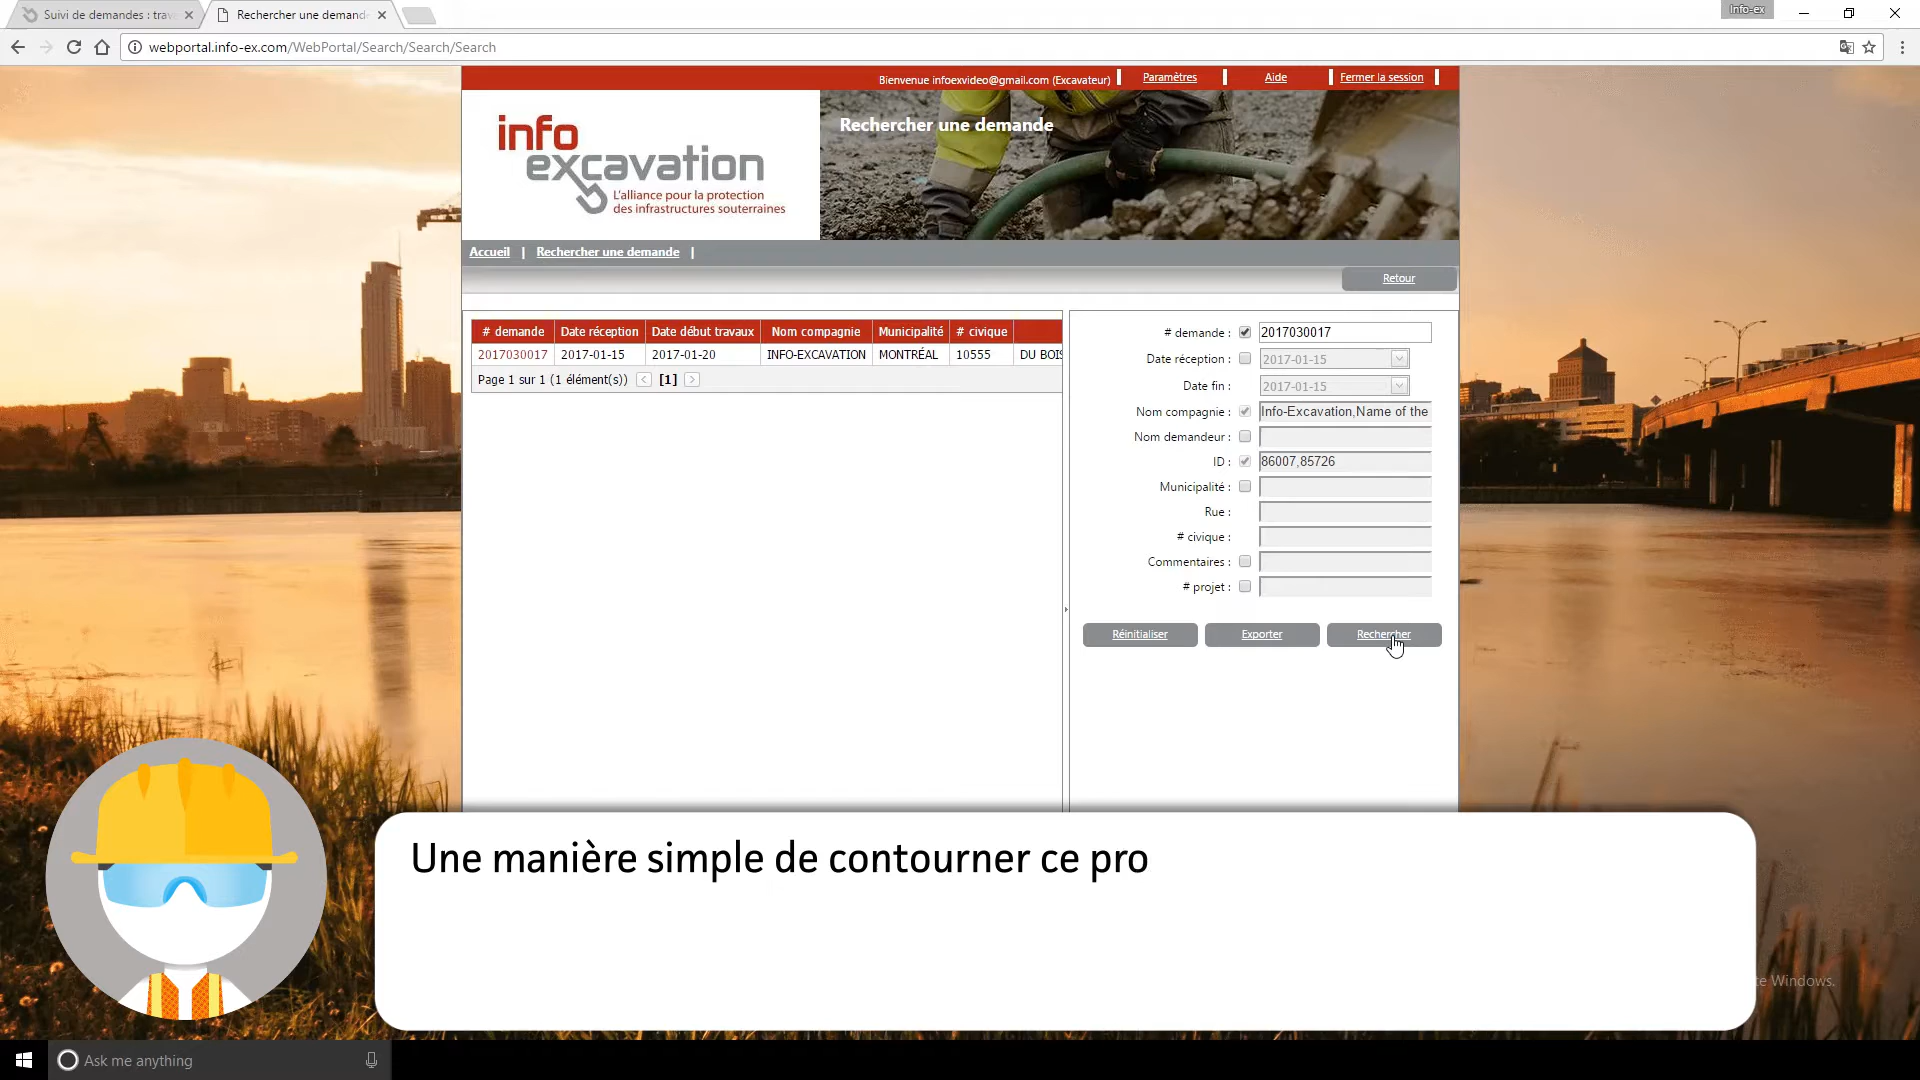 Suivi de demandes : trav
Rechercher une demand
Info-ex
webportal.info-ex.com/WebPortal/Search/Search/Search
Bienvenue infoexvideo@gmail.com (Excavateur)
Paramètres
Aide
Fermer la session
info
excavation
L'alliance pour la protection
des infrastructures souterraines
Rechercher une demande
Accueil | Rechercher une demande |
Retour
# demande Date réception Date début travaux Nom compagnie Municipalité # civique
2017030017 2017-01-15 2017-01-20 INFO-EXCAVATION MONTRÉAL 10555 DU BOIS
Page 1 sur 1 (1 élément(s)) < [1] >
# demande : 2017030017
Date réception : 2017-01-15
Date fin : 2017-01-15
Nom compagnie : Info-Excavation,Name of the
Nom demandeur :
ID : 86007,85726
Municipalité :
Rue :
# civique :
Commentaires :
# projet :
Réinitialiser
Exporter
Rechercher
Une manière simple de contourner ce pro
te Windows.
Ask me anything